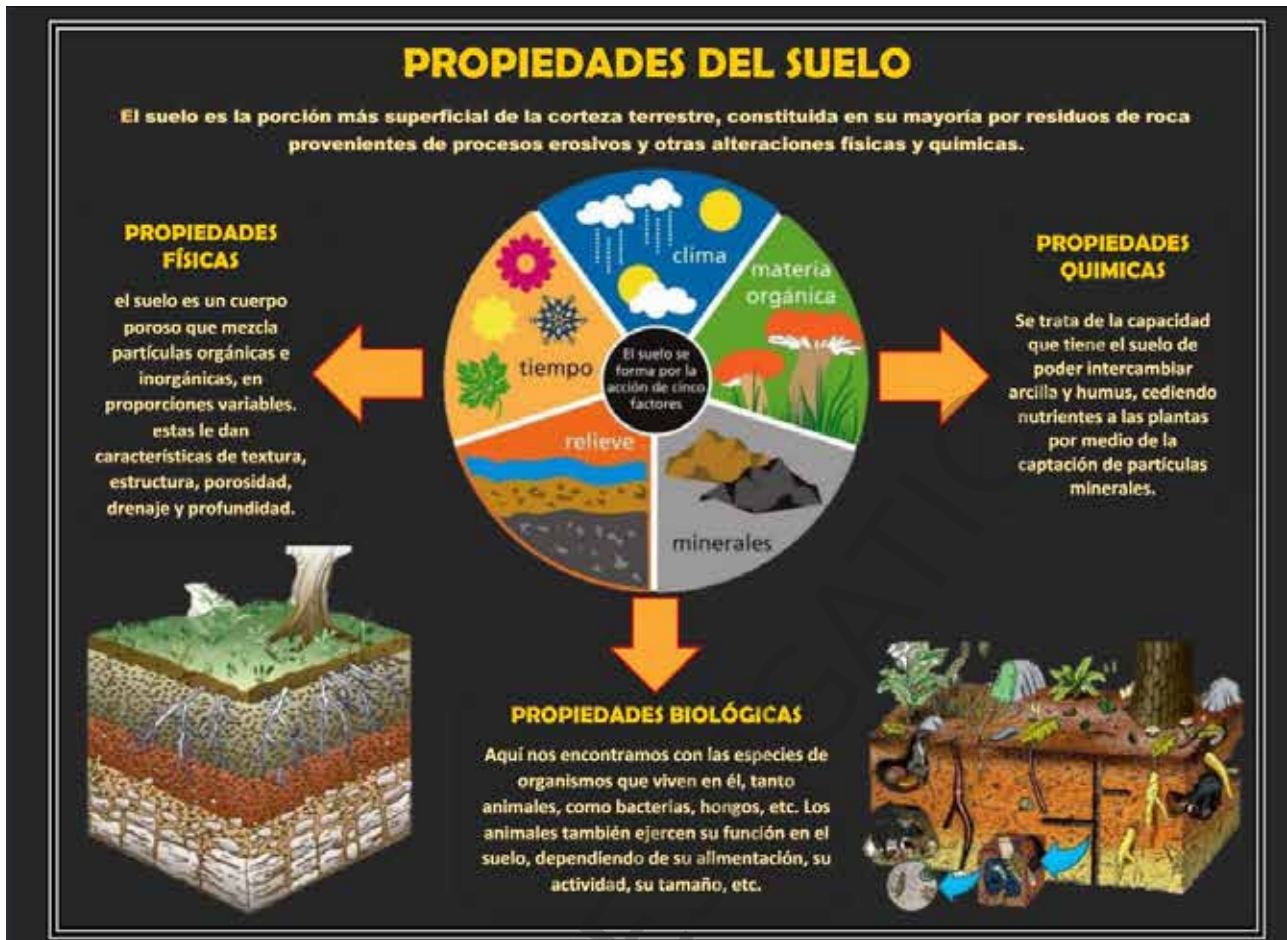 PROPIEDADES DEL SUELO
El suelo es la porción más superficial de la corteza terrestre, constituida en su mayoría por residuos de roca
provenientes de procesos erosivos y otras alteraciones físicas y quimicas.
PROPIEDADES
FÍSICAS
el suelo es un cuerpo
poroso que mezcla
partículas orgánicas e
inorgánicas, en
proporciones variables.
estas le dan
características de textura,
estructura, porosidad,
drenaje y profundidad.
clima
materia
orgánica
tiempo
El suelo se
forma por la
acción de cinco
factores
relieve
minerales
PROPIEDADES
QUIMICAS
Se trata de la capacidad
que tiene el suelo de
poder intercambiar
arcilla y humus, cediendo
nutrientes a las plantas
por medio de la
captación de partículas
minerales.
PROPIEDADES BIOLÓGICAS
Aquí nos encontramos con las especies de
organismos que viven en él, tanto
animales, como bacterias, hongos, etc. Los
animales también ejercen su función en el
suelo, dependiendo de su alimentación, su
actividad, su tamaño, etc.